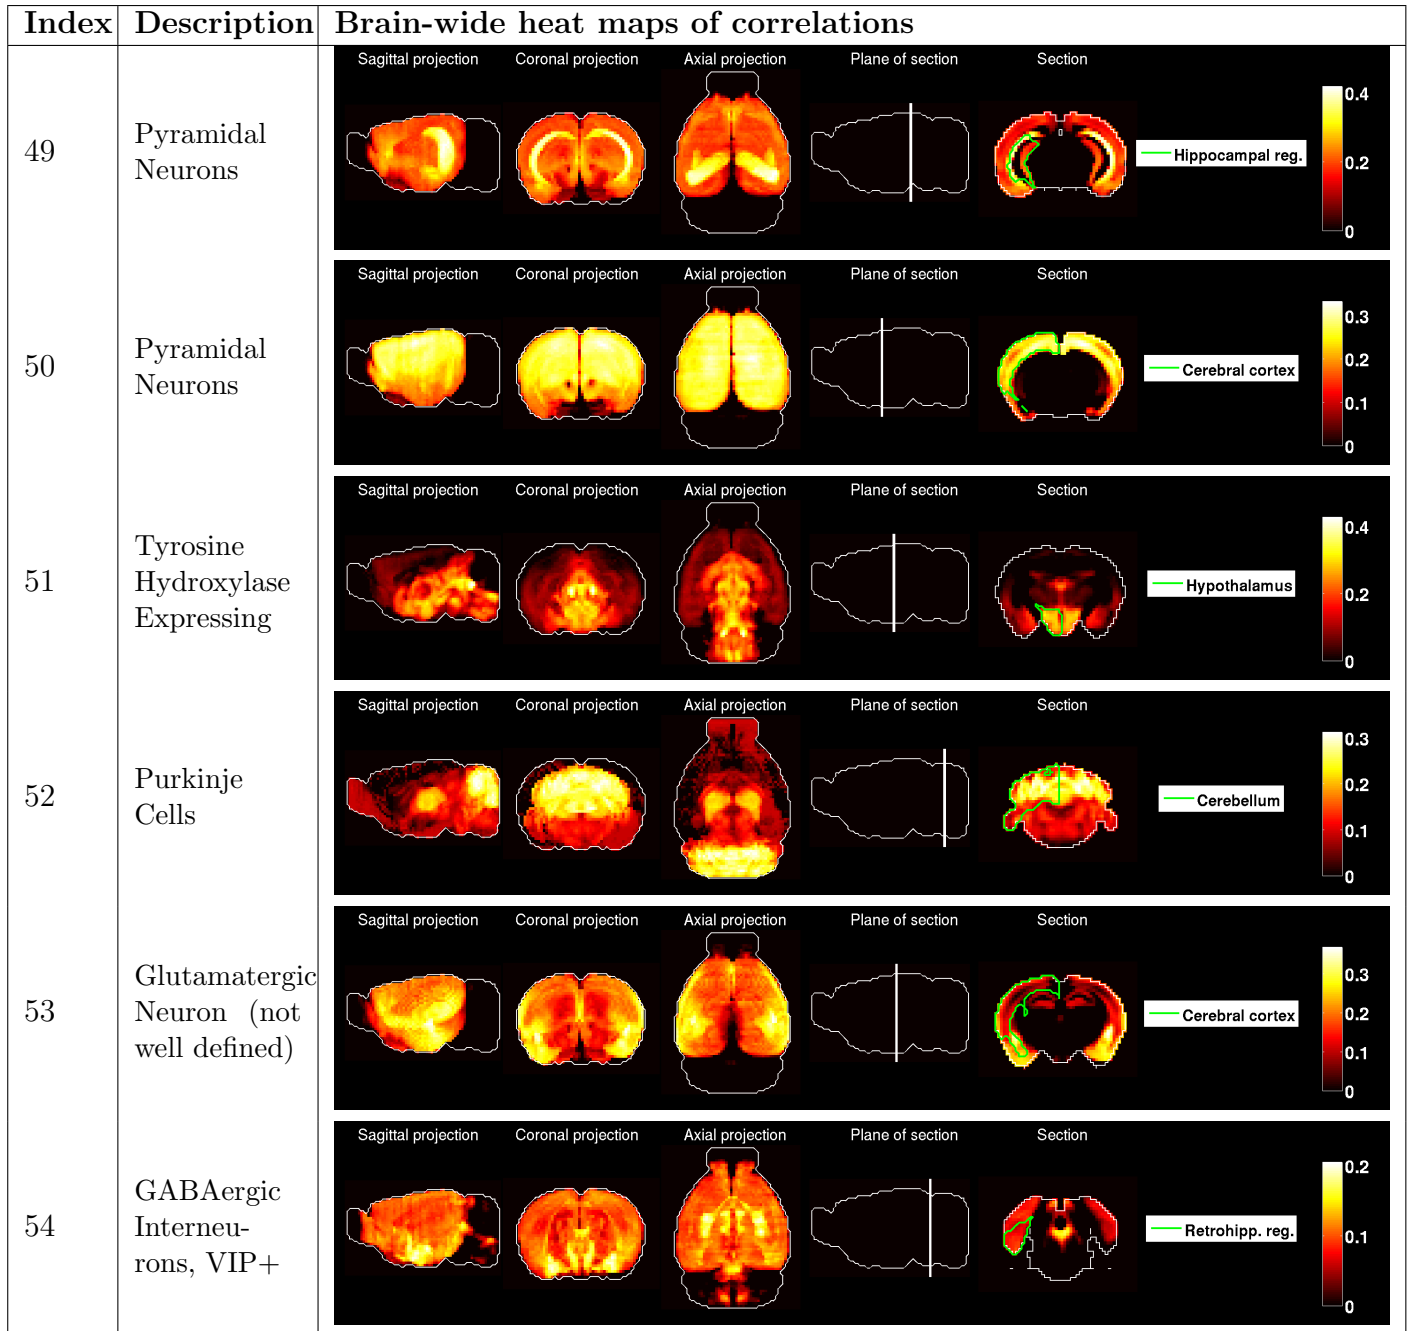 Index Description Brain-wide heat maps of correlations
Sagittal projection Coronal projection Axial projection Plane of section Section
49
Pyramidal
Neurons
Hippocampal reg.
0.4
0.2
0
Sagittal projection Coronal projection Axial projection Plane of section Section
50
Pyramidal
Neurons
Cerebral cortex
0.3
0.2
0.1
0
Sagittal projection Coronal projection Axial projection Plane of section Section
51
Tyrosine
Hydroxylase
Expressing
Hypothalamus
0.4
0.2
0
Sagittal projection Coronal projection Axial projection Plane of section Section
52
Purkinje
Cells
Cerebellum
0.3
0.2
0.1
0
Sagittal projection Coronal projection Axial projection Plane of section Section
53
Glutamatergic
Neuron (not
well defined)
Cerebral cortex
0.3
0.2
0.1
0
Sagittal projection Coronal projection Axial projection Plane of section Section
54
GABAergic
Interneu-
rons, VIP+
Retrohipp. reg.
0.2
0.1
0